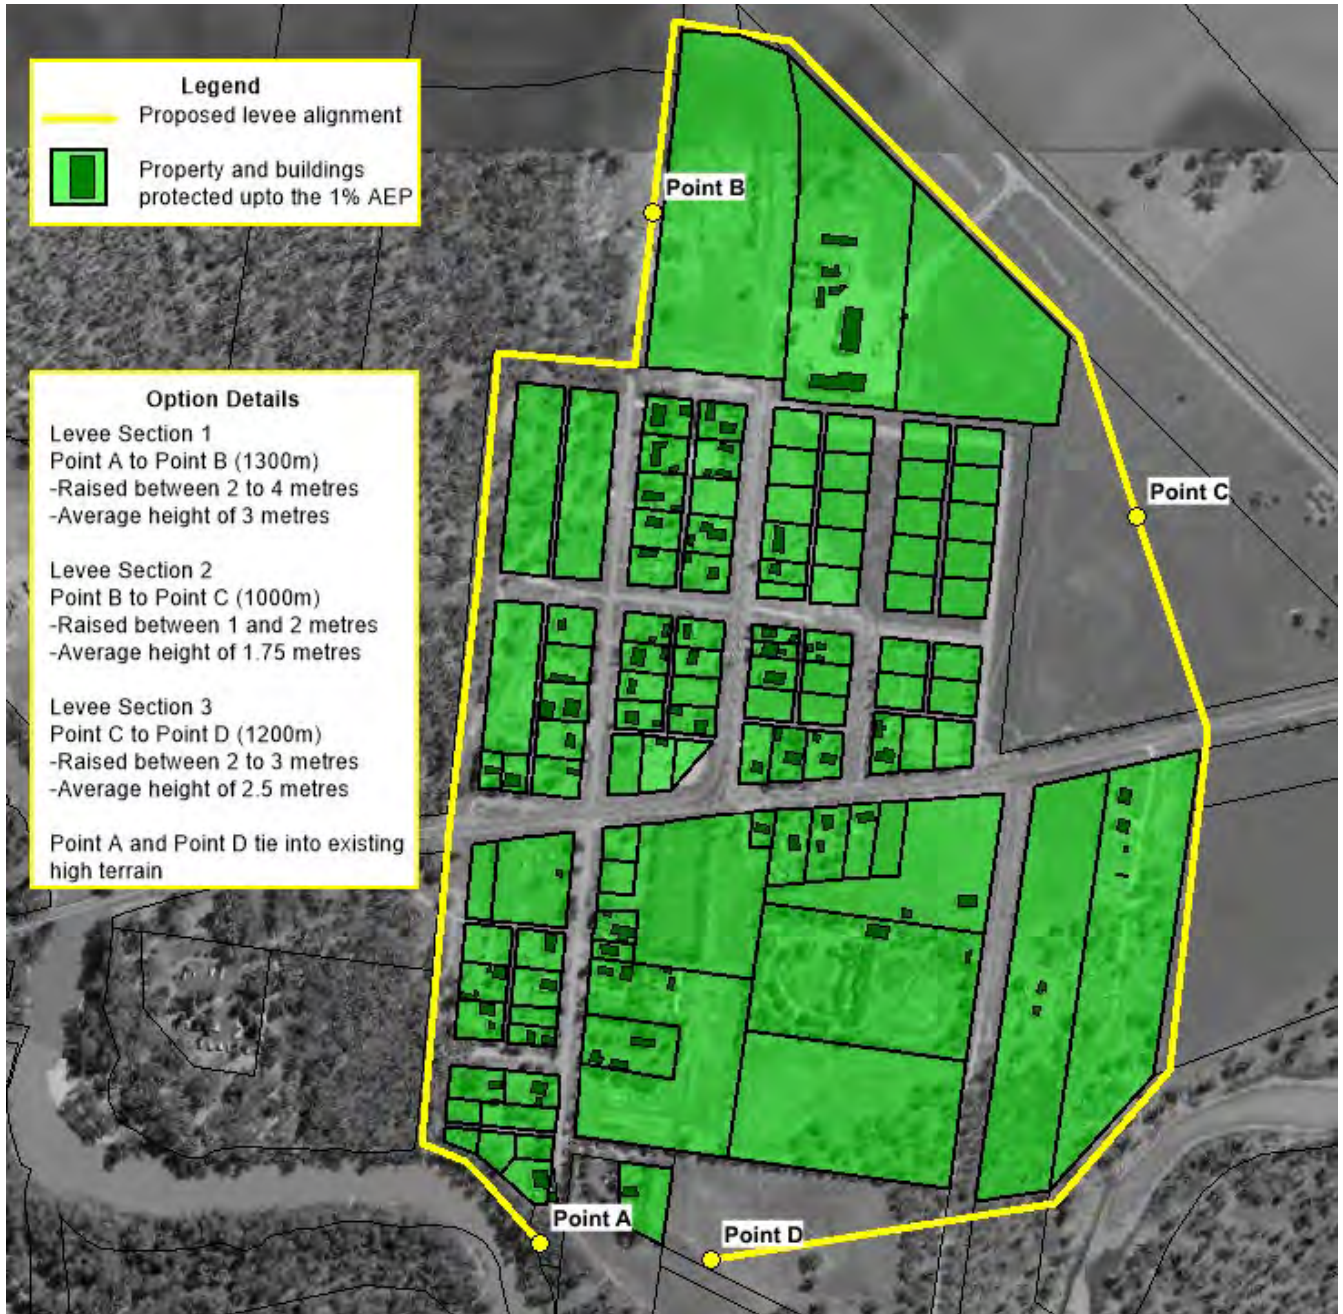 Legend
Proposed levee alignment
Property and buildings
protected upto the 1% AEP
Point B
Option Details
Levee Section 1
Point A to Point B (1300m)
-Raised between 2 to 4 metres
-Average height of 3 metres
Levee Section 2
Point B to Point C (1000m)
-Raised between 1 and 2 metres
-Average height of 1.75 metres
Levee Section 3
Point C to Point D (1200m)
-Raised between 2 to 3 metres
-Average height of 2.5 metres
Point A and Point D tie into existing
high terrain
Point C
Point A
Point D